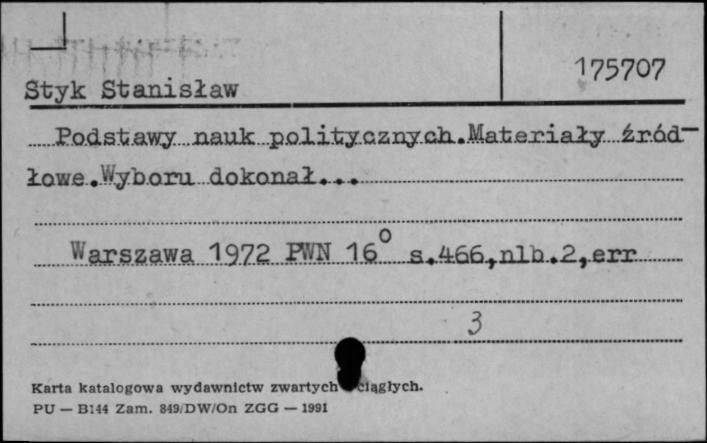 175707
Styk Stanisław
Podstawy nauk politycznych.Materiały źród-
łowe.Wyboru dokonał...
Warszawa 1972 PWN 16° s.466,nlb.2,err
3
Karta katalogowa wydawnictw zwartych ciągłych.
PU — B144 Zam. 849/DW/On ZGG — 1991